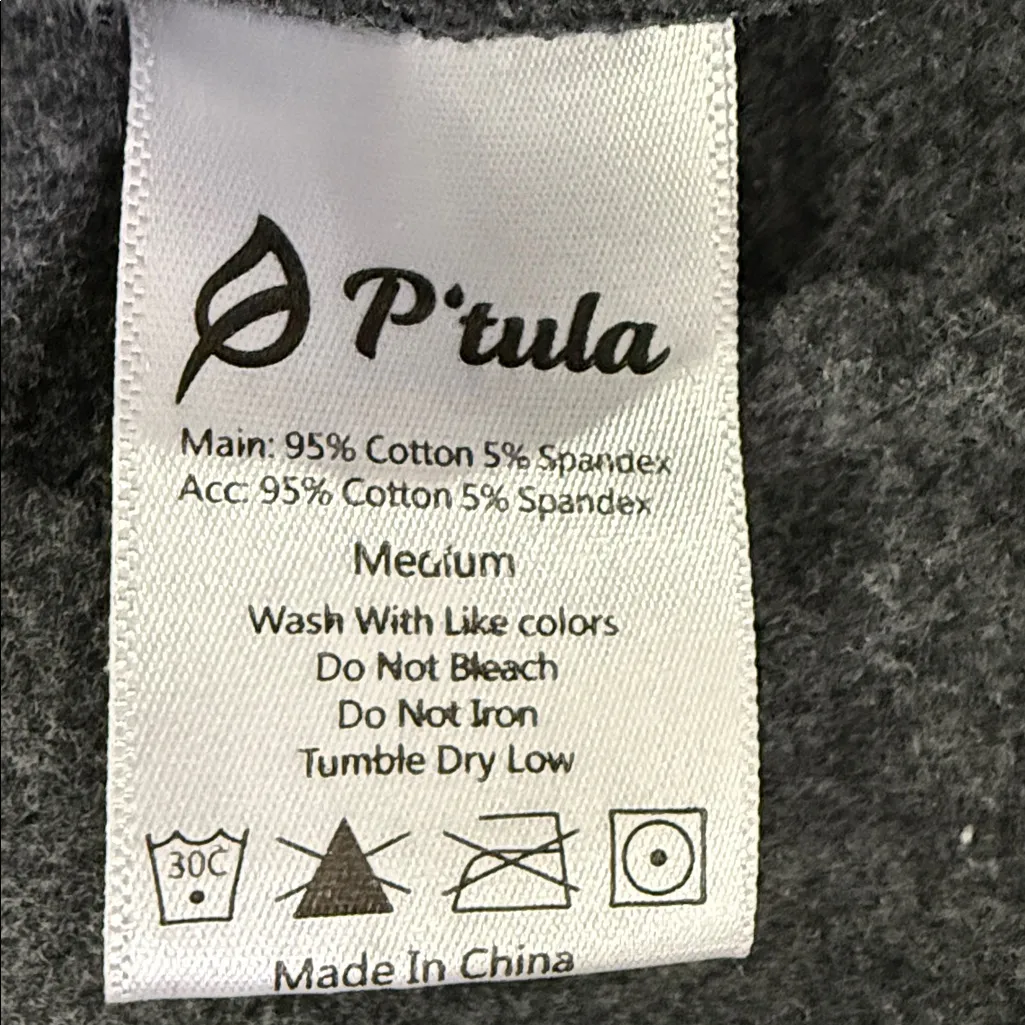 P'tula
Main: 95% Cotton 5% Spandex
Acc: 95% Cotton 5% Spandex
Medium
Wash With Like colors
Do Not Bleach
Do Not Iron
Tumble Dry Low
30C
Made In China